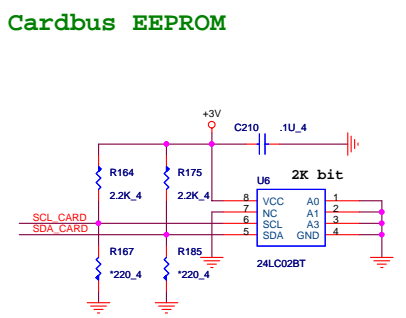 Cardbus EEPROM
+3V
C210 .1U_4
R164 R175
2.2K_4 2.2K_4
U6 2K bit
8 VCC A0 1
7 NC A1 2
6 SCL A3 3
5 SDA GND 4
SCL_CARD
SDA_CARD
R167 R185
*220_4 *220_4
24LC02BT